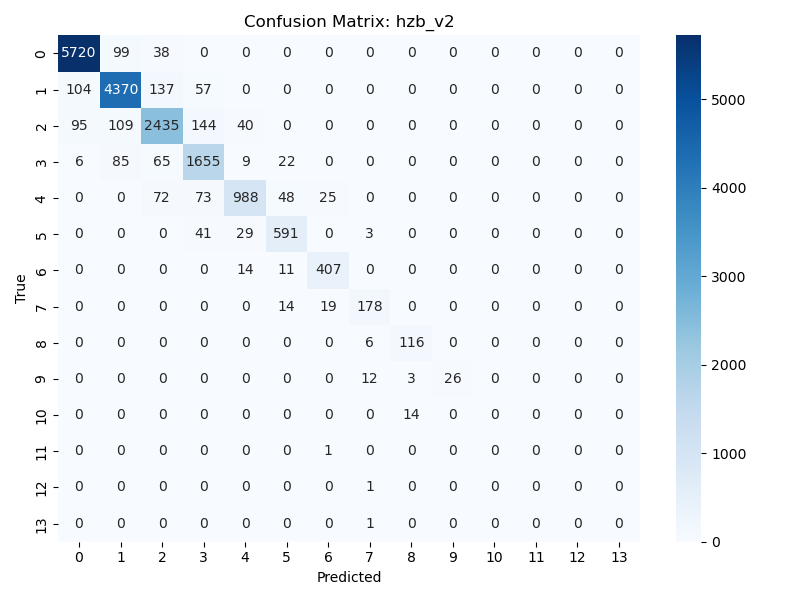 Confusion Matrix: hzb_v2
True
0 5720 99 38 0 0 0 0 0 0 0 0 0 0 0
1 104 4370 137 57 0 0 0 0 0 0 0 0 0 0
2 95 109 2435 144 40 0 0 0 0 0 0 0 0 0
3 6 85 65 1655 9 22 0 0 0 0 0 0 0 0
4 0 0 72 73 988 48 25 0 0 0 0 0 0 0
5 0 0 0 41 29 591 0 3 0 0 0 0 0 0
6 0 0 0 0 14 11 407 0 0 0 0 0 0 0
7 0 0 0 0 0 14 19 178 0 0 0 0 0 0
8 0 0 0 0 0 0 0 6 116 0 0 0 0 0
9 0 0 0 0 0 0 0 12 3 26 0 0 0 0
10 0 0 0 0 0 0 0 0 14 0 0 0 0 0
11 0 0 0 0 0 0 1 0 0 0 0 0 0 0
12 0 0 0 0 0 0 0 1 0 0 0 0 0 0
13 0 0 0 0 0 0 0 1 0 0 0 0 0 0
0 1 2 3 4 5 6 7 8 9 10 11 12 13
Predicted
5000
4000
3000
2000
1000
0